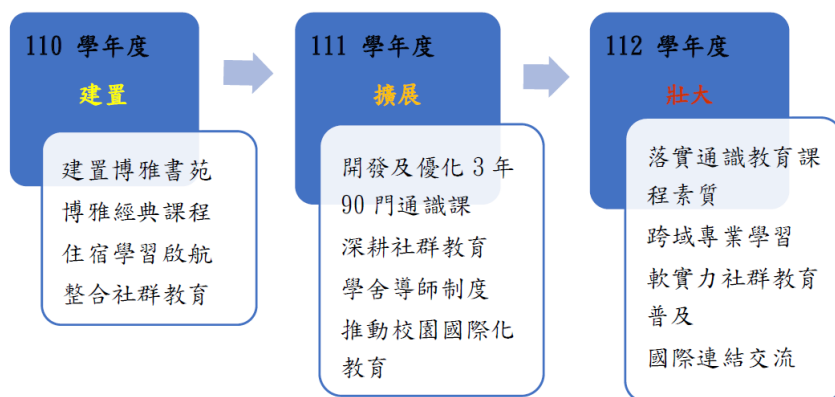 110 學年度
建置
建置博雅書苑
博雅經典課程
住宿學習啟航
整合社群教育
111 學年度
擴展
開發及優化 3 年
90 門通識課
深耕社群教育
學舍導師制度
推動校園國際化
教育
112 學年度
壯大
落實通識教育課
程素質
跨域專業學習
軟實力社群教育
普及
國際連結交流